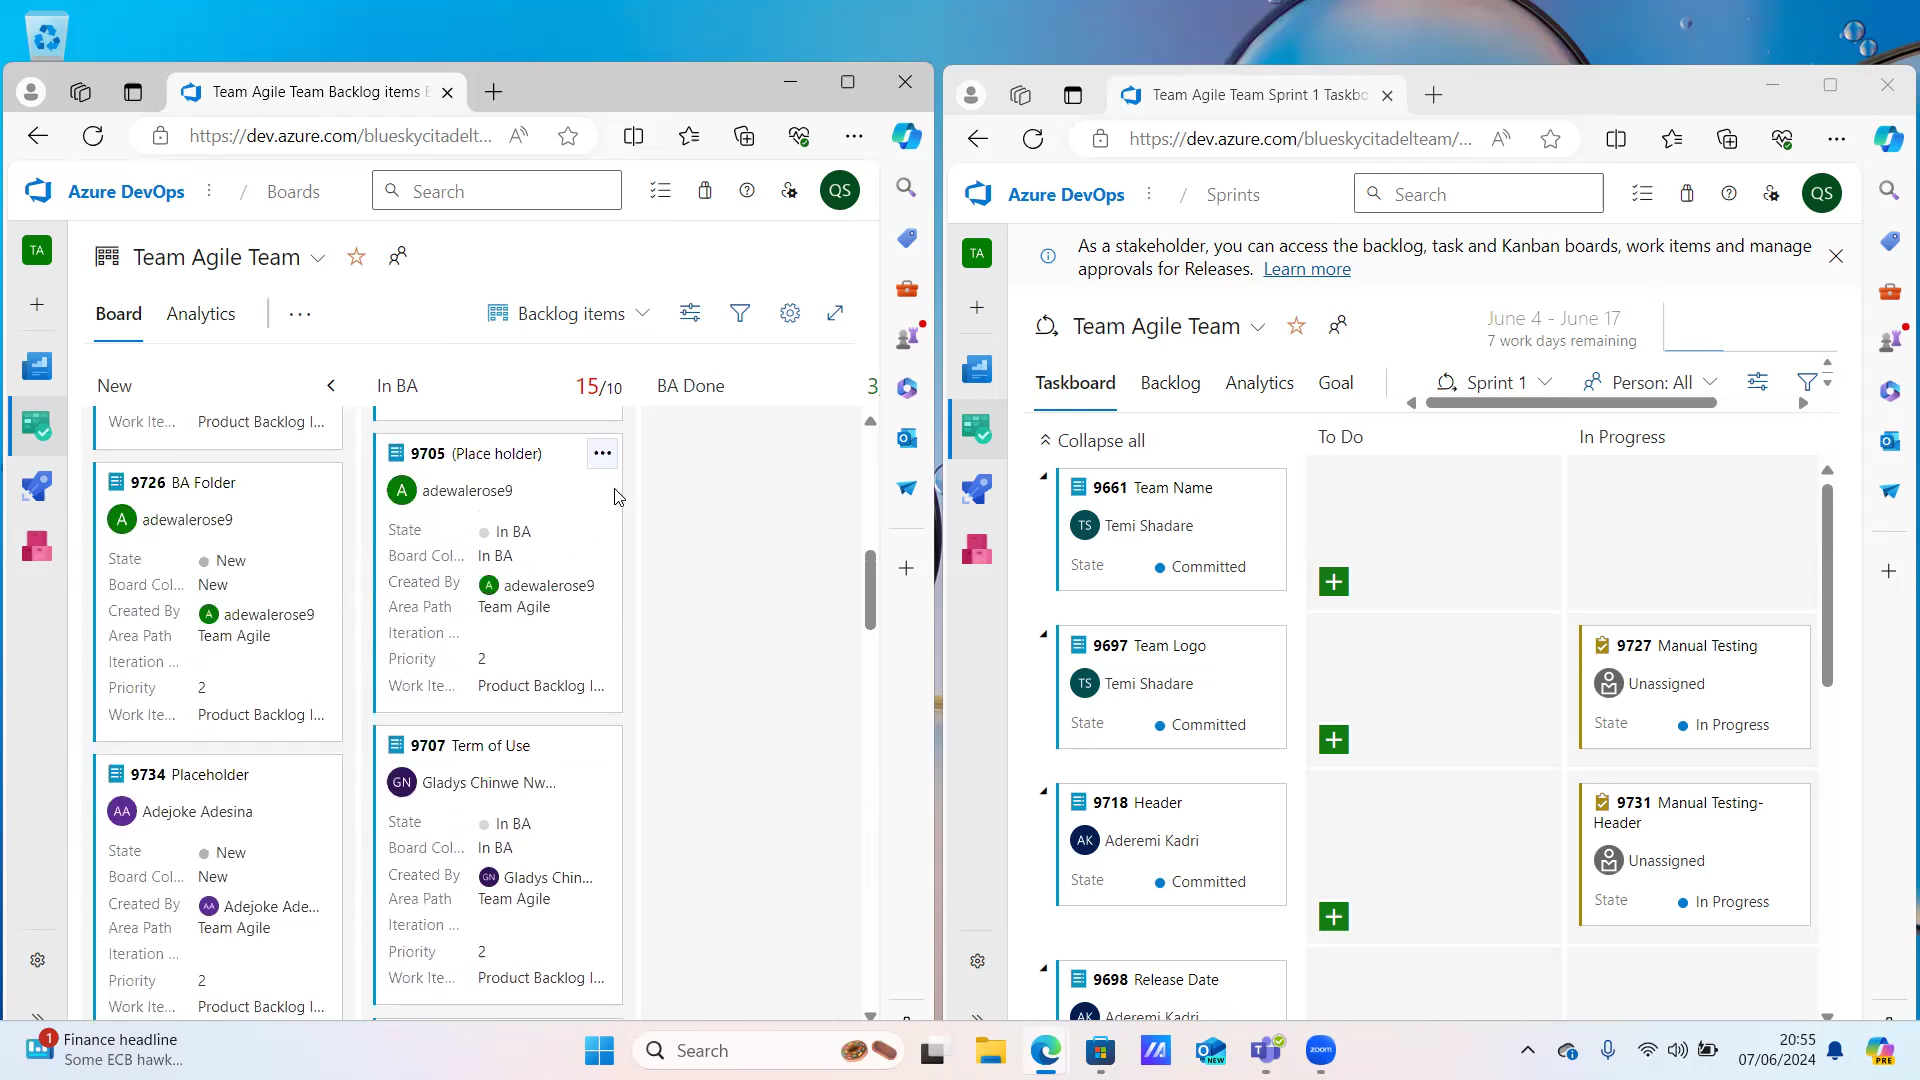 Team Agile Team Backlog items B
https://dev.azure.com/blueskycitadelt...
Azure DevOps
/
Boards
Search
QS
TA
Team Agile Team
Board
Analytics
Backlog items
New
In BA
15/10
BA Done
3
Work Ite...
Product Backlog I...
9726 BA Folder
A
adewalerose9
State
New
Board Col...
New
Created By
A
adewalerose9
Area Path
Team Agile
Iteration ...
Priority
2
Work Ite...
Product Backlog I...
9734 Placeholder
AA
Adejoke Adesina
State
New
Board Col...
New
Created By
AA
Adejoke Ade...
Area Path
Team Agile
Iteration ...
Priority
2
Work Ite...
Product Backlog I...
9705 (Place holder)
A
adewalerose9
State
In BA
Board Col...
In BA
Created By
A
adewalerose9
Area Path
Team Agile
Iteration ...
Priority
2
Work Ite...
Product Backlog I...
9707 Term of Use
GN
Gladys Chinwe Nw...
State
In BA
Board Col...
In BA
Created By
GN
Gladys Chin...
Area Path
Team Agile
Iteration ...
Priority
2
Work Ite...
Product Backlog I...
Team Agile Team Sprint 1 Taskbo
https://dev.azure.com/blueskycitadelteam/...
Azure DevOps
/
Sprints
Search
QS
TA
As a stakeholder, you can access the backlog, task and Kanban boards, work items and manage
approvals for Releases. Learn more
Team Agile Team
June 4 - June 17
7 work days remaining
Taskboard
Backlog
Analytics
Goal
Sprint 1
Person: All
Collapse all
To Do
In Progress
9661 Team Name
TS
Temi Shadare
State
Committed
9697 Team Logo
TS
Temi Shadare
State
Committed
9727 Manual Testing
Unassigned
State
In Progress
9718 Header
AK
Aderemi Kadri
State
Committed
9731 Manual Testing-
Header
Unassigned
State
In Progress
9698 Release Date
AK
Aderemi Kadri
1
Finance headline
Some ECB hawk...
Search
NEW
zoom
20:55
07/06/2024
PRE